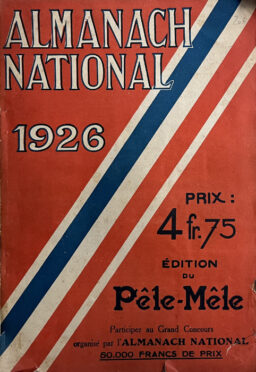 ALMANACH
NATIONAL
1926
PRIX :
4 fr. 75
ÉDITION
DU
Pêle-Mêle
Participer au Grand Concours
organisé par l'ALMANACH NATIONAL
50.000 FRANCS DE PRIX